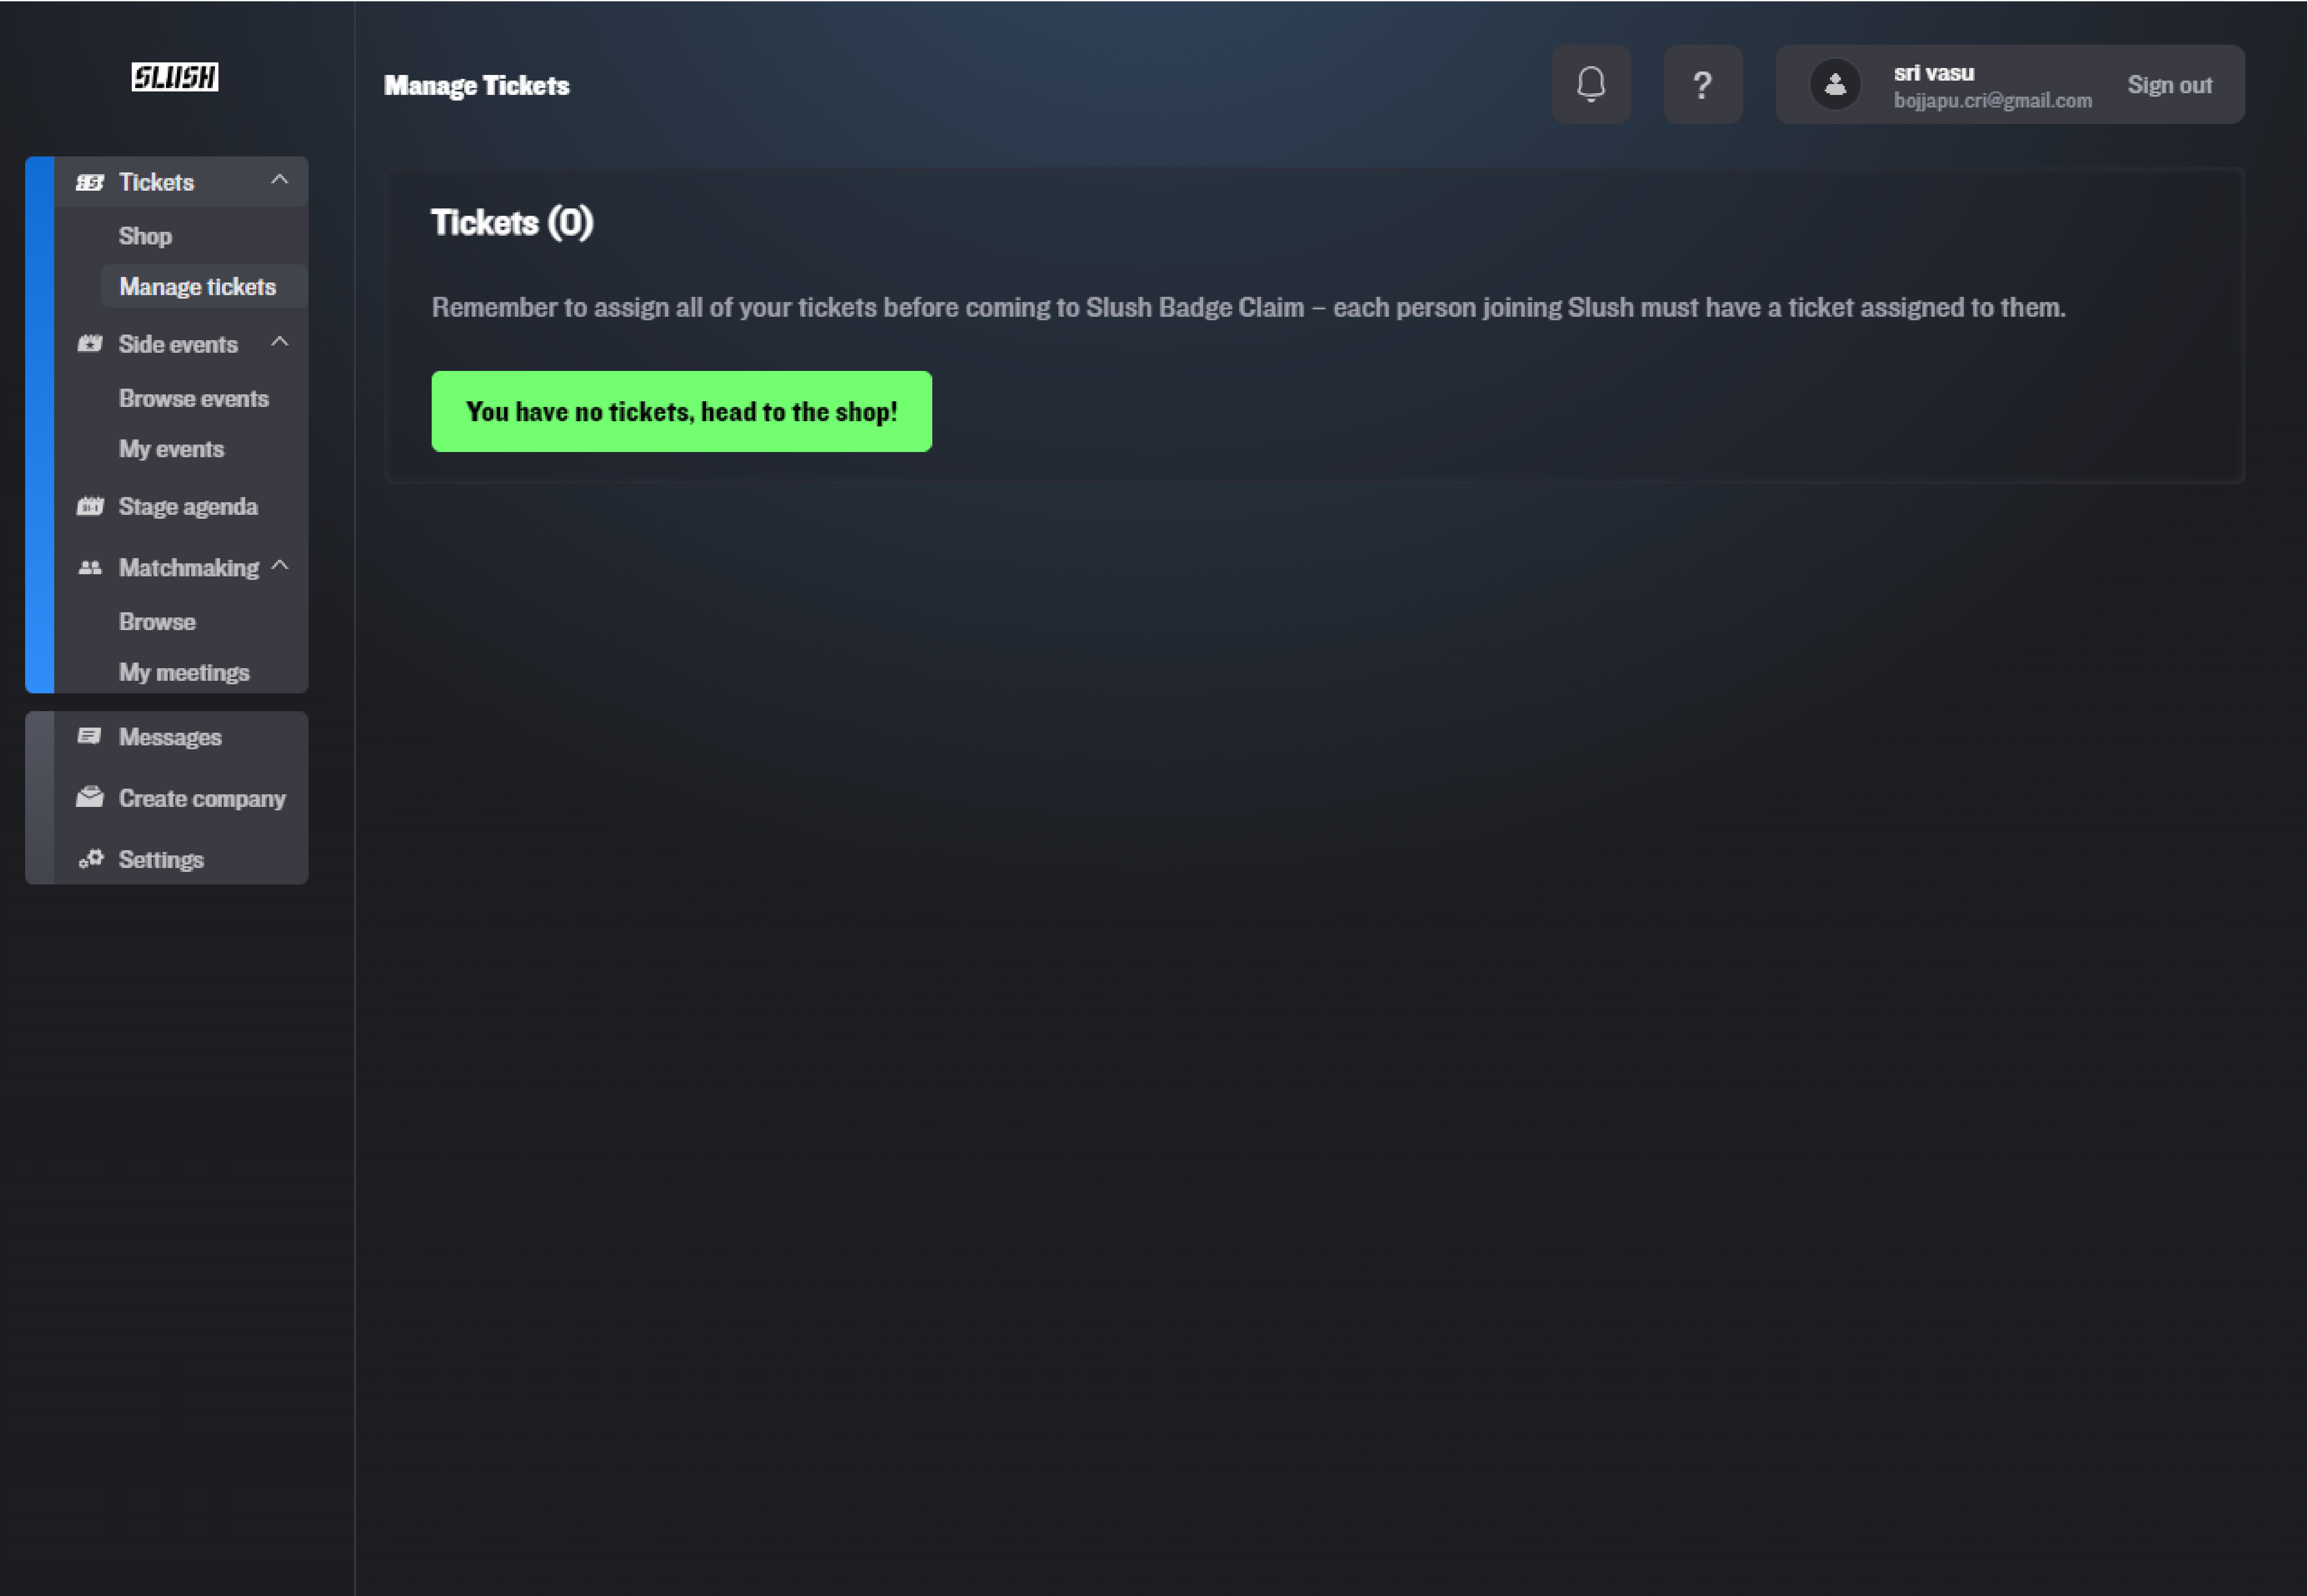 SLUSH
Tickets
Shop
Manage tickets
Side events
Browse events
My events
Stage agenda
Matchmaking
Browse
My meetings
Messages
Create company
Settings
Manage Tickets
?
sri vasu
bojjapu.cri@gmail.com
Sign out
Tickets (0)
Remember to assign all of your tickets before coming to Slush Badge Claim – each person joining Slush must have a ticket assigned to them.
You have no tickets, head to the shop!